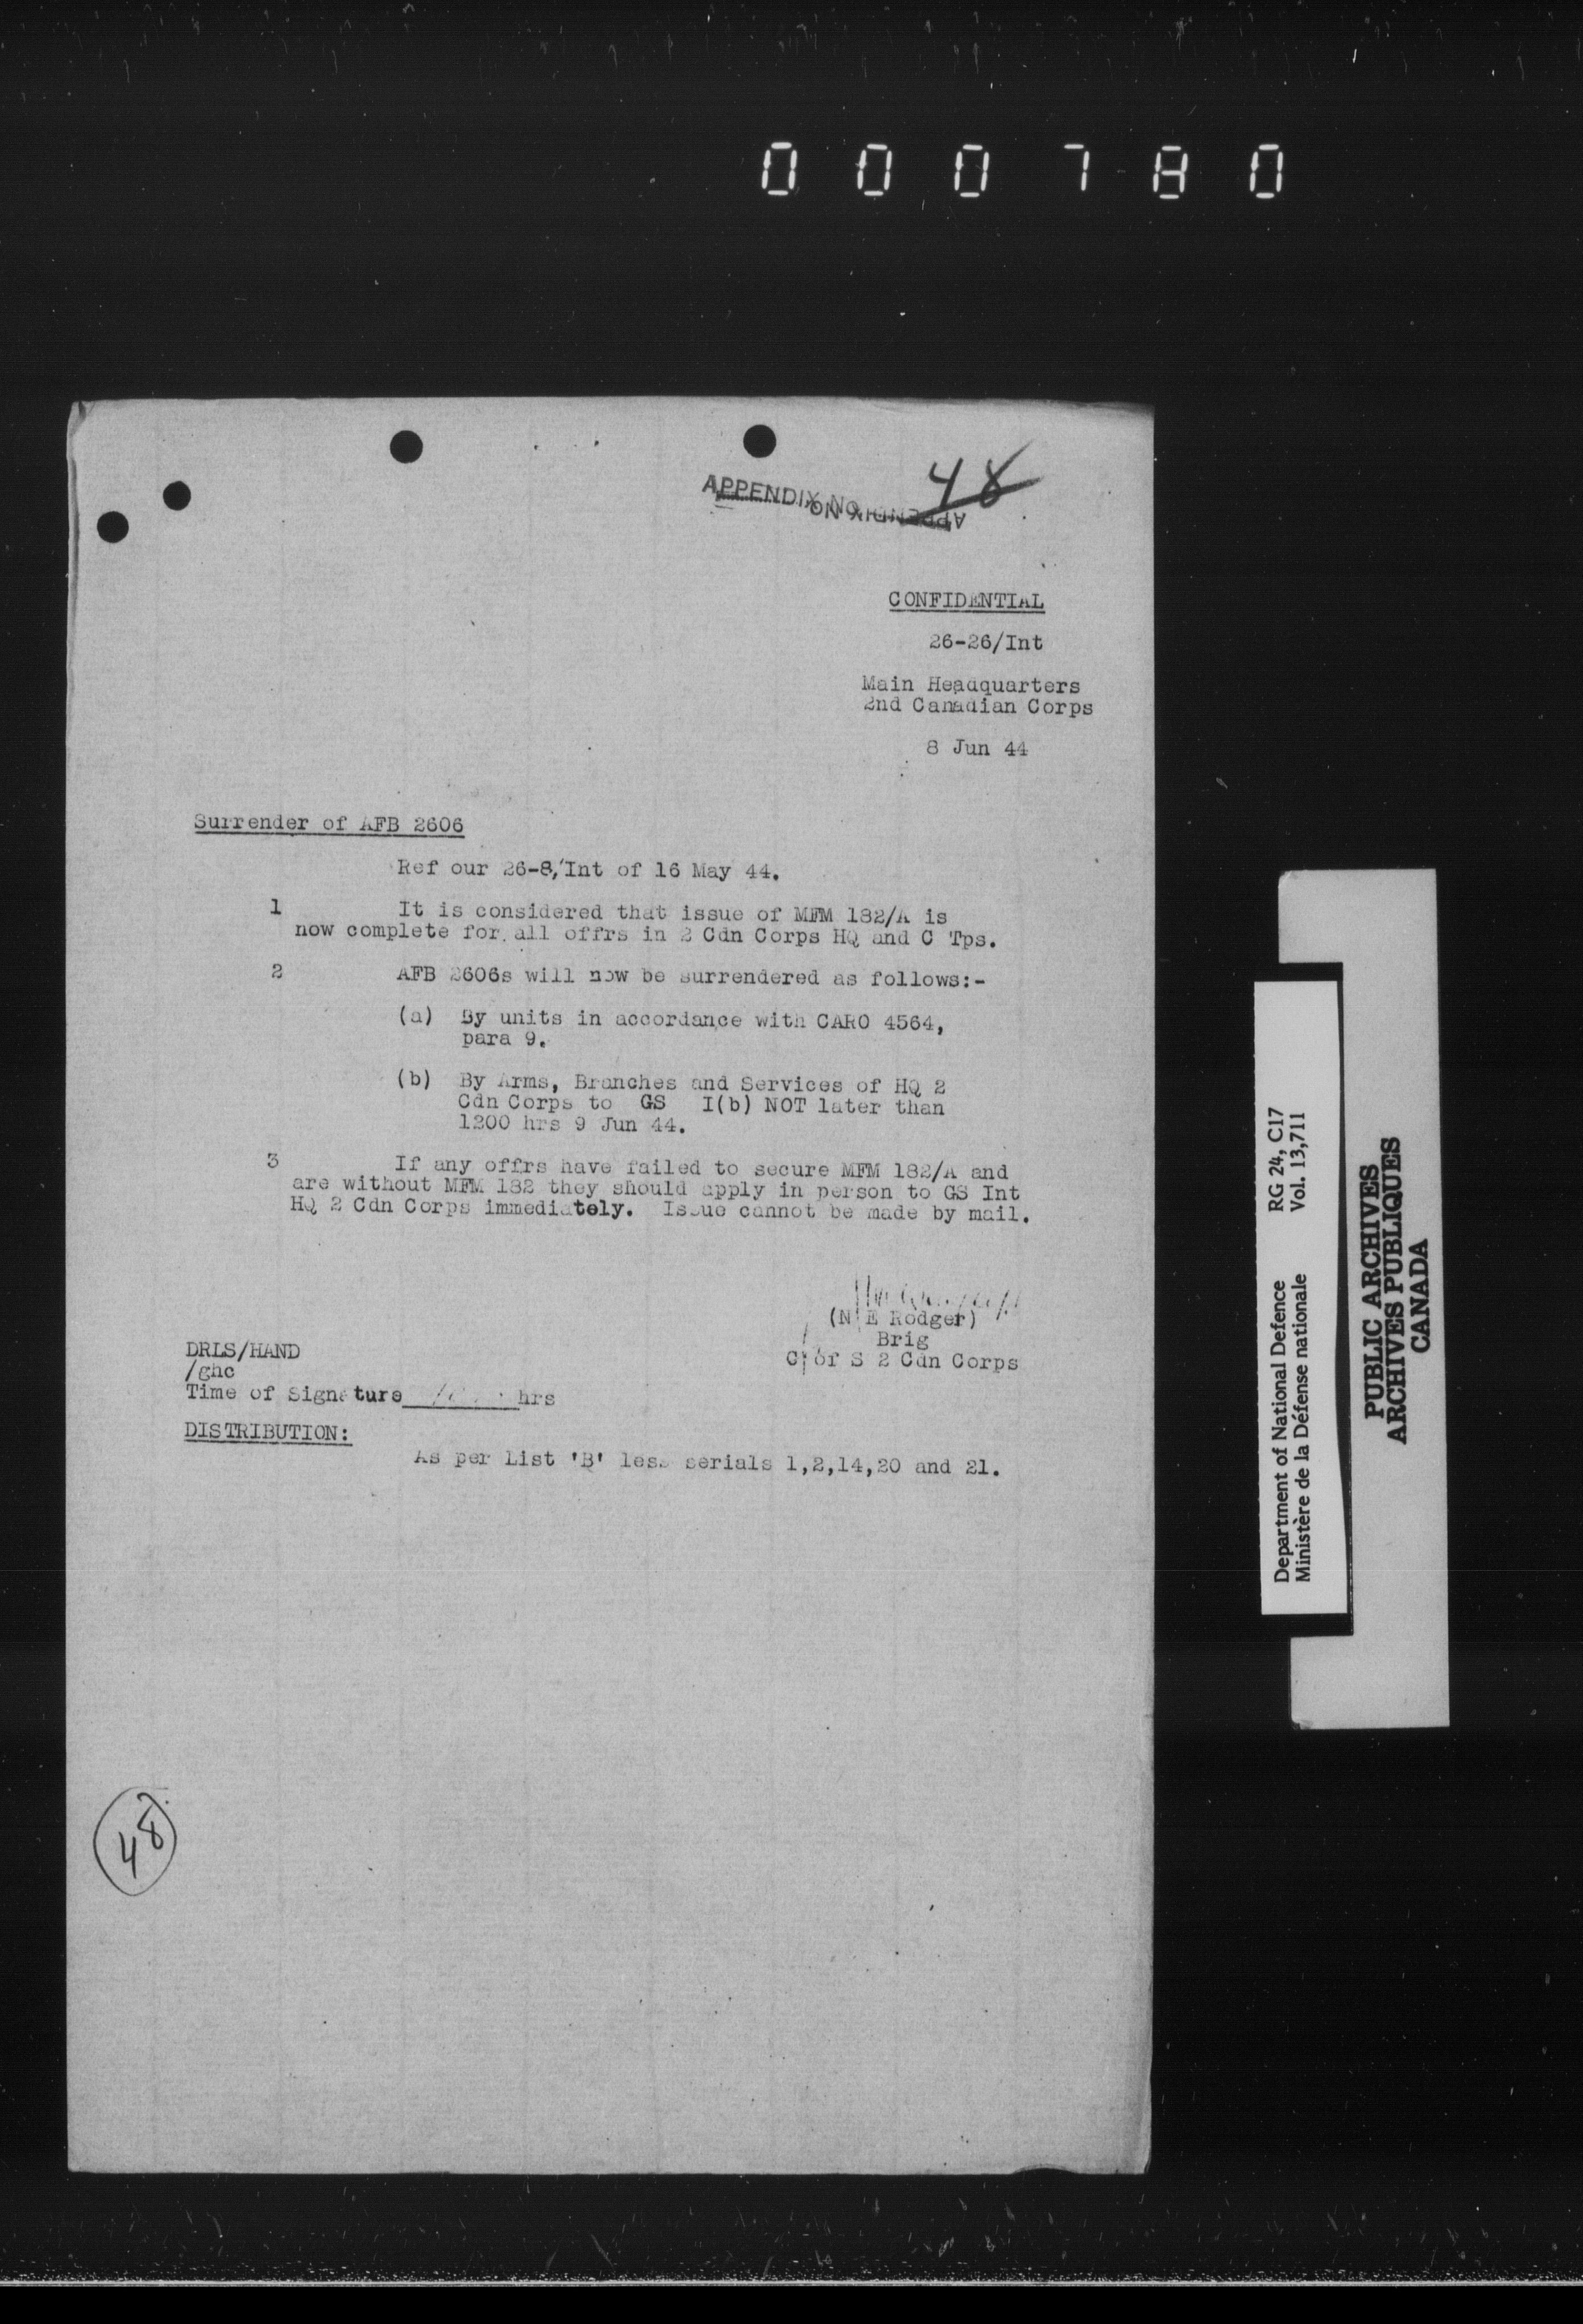 000780
APPENDIX No. 48
APPENDIX No
CONFIDENTIAL
26-26/Int
Main Headquarters
2nd Canadian Corps
8 Jun 44
Surrender of AFB 2606
Ref our 26-8/Int of 16 May 44.
1 It is considered that issue of MFM 182/A is
now complete for all offrs in 2 Cdn Corps HQ and C Tps.
2 AFB 2606s will now be surrendered as follows:-
(a) By units in accordance with CARO 4564,
para 9.
(b) By Arms, Branches and Services of HQ 2
Cdn Corps to GS I(b) NOT later than
1200 hrs 9 Jun 44.
3 If any offrs have failed to secure MFM 182/A and
are without MFM 182 they should apply in person to GS Int
HQ 2 Cdn Corps immediately. Issue cannot be made by mail.
(N E Rodger)
Brig
C of S 2 Cdn Corps
DRLS/HAND
/ghc
Time of Signature hrs
DISTRIBUTION:
As per List 'B' less serials 1,2,14,20 and 21.
48
Department of National Defence RG 24, C17
Ministère de la Défense nationale Vol. 13,711
PUBLIC ARCHIVES
ARCHIVES PUBLIQUES
CANADA